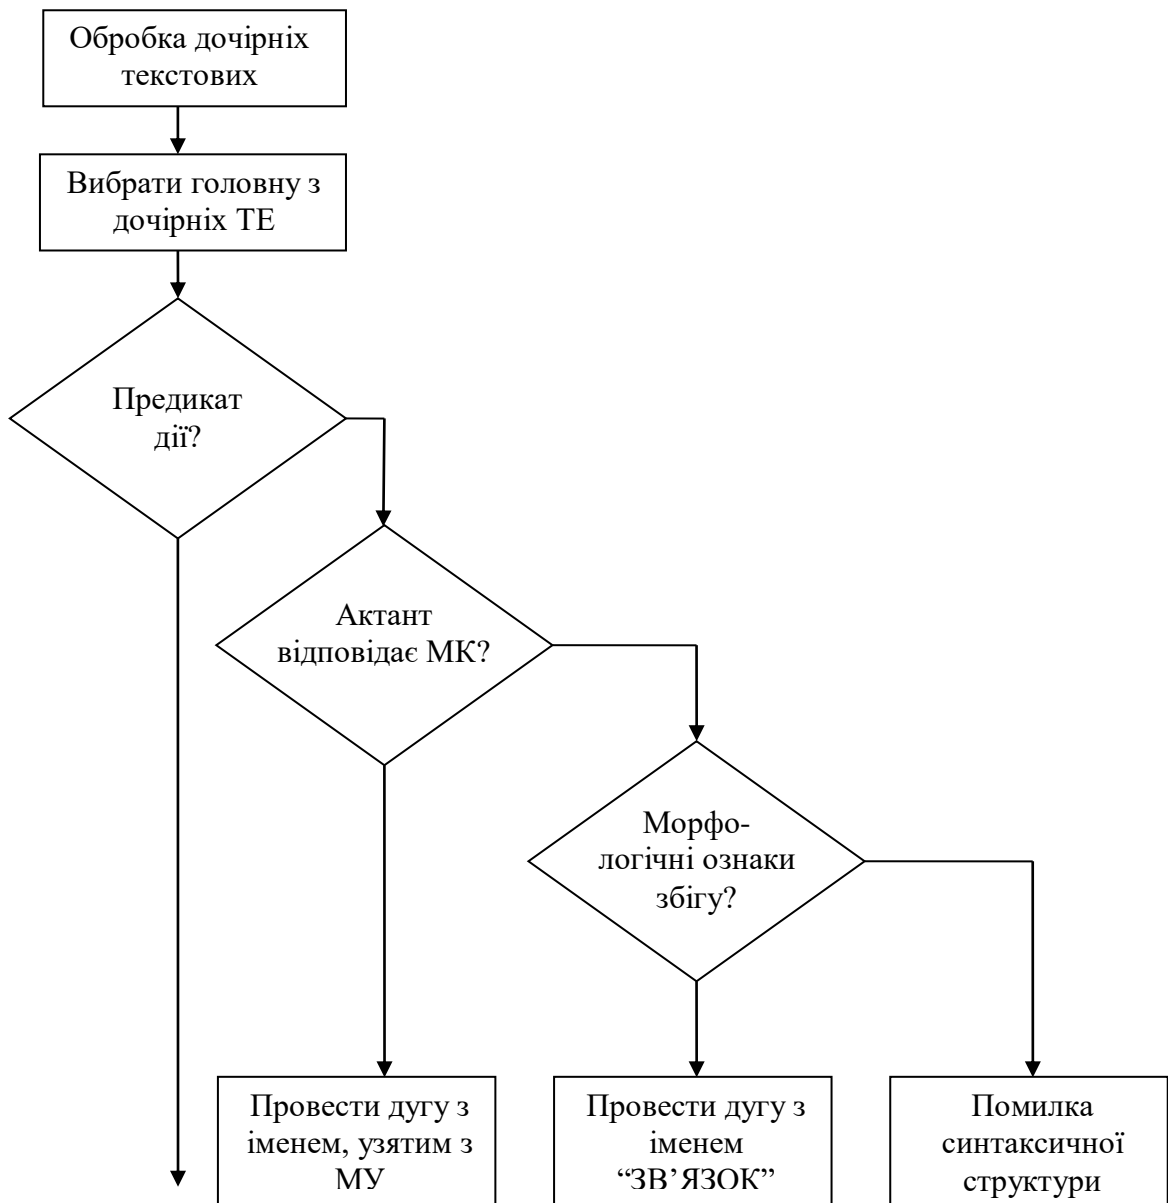 Обробка дочірніх
текстових
Вибрати головну з
дочірніх ТЕ
Предикат
дії?
Актант
відповідає МК?
Морфо-
логічні ознаки
збігу?
Провести дугу з
іменем, узятим з
МУ
Провести дугу з
іменем
“ЗВ’ЯЗОК”
Помилка
синтаксичної
структури